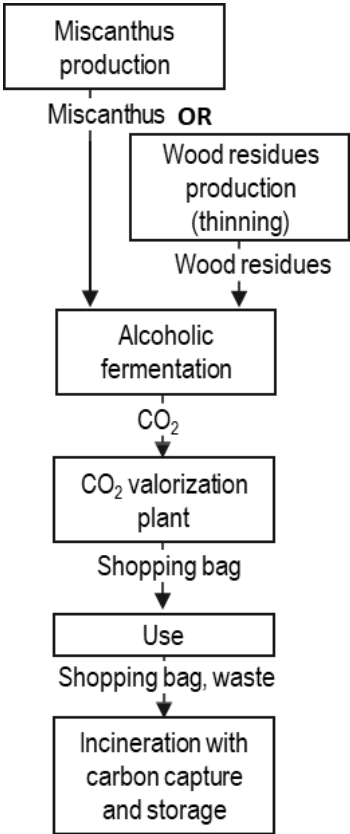 Miscanthus
production
Miscanthus OR
Wood residues
production
(thinning)
Wood residues
Alcoholic
fermentation
CO₂
CO₂ valorization
plant
Shopping bag
Use
Shopping bag, waste
Incineration with
carbon capture
and storage